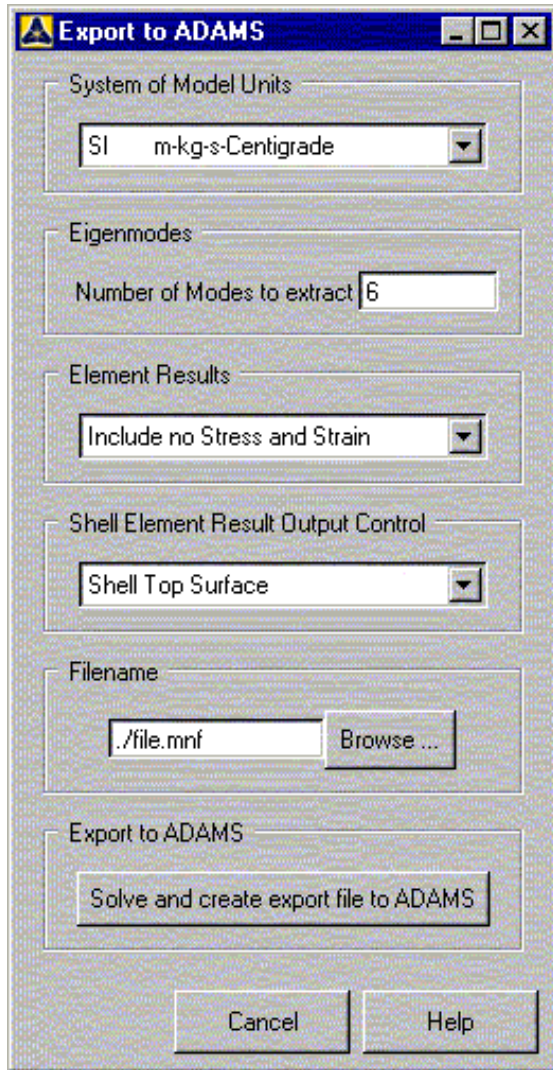 Export to ADAMS
System of Model Units
SI m-kg-s-Centigrade
Eigenmodes
Number of Modes to extract 6
Element Results
Include no Stress and Strain
Shell Element Result Output Control
Shell Top Surface
Filename
./file.mnf Browse ...
Export to ADAMS
Solve and create export file to ADAMS
Cancel Help